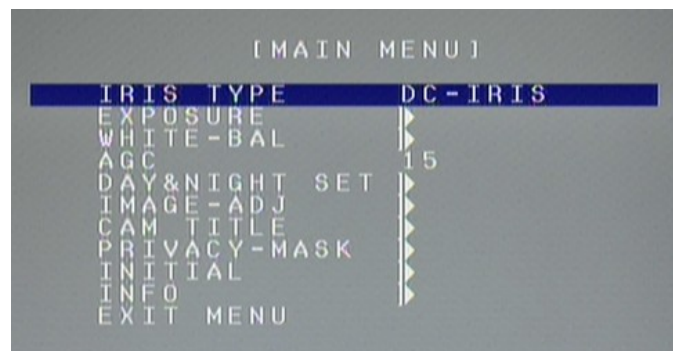 [MAIN MENU]
IRIS TYPE DC-IRIS
EXPOSURE
WHITE-BAL
AGC 15
DAY&NIGHT SET
IMAGE-ADJ
CAM TITLE
PRIVACY-MASK
INITIAL
INFO
EXIT MENU